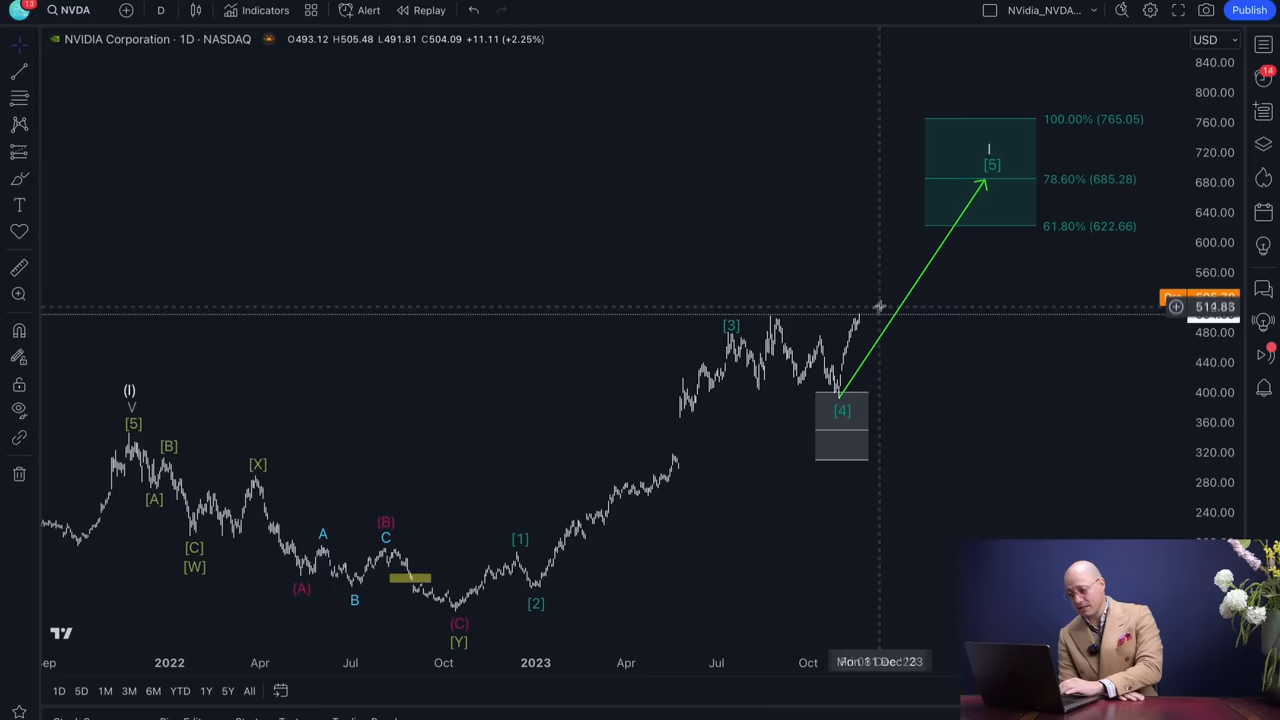 13
NVDA
D
Indicators
Alert
Replay
NVidia_NVDA...
Publish
NVIDIA Corporation · 1D · NASDAQ
O493.12 H505.48 L491.81 C504.09 +11.11 (+2.25%)
USD
14
840.00
800.00
760.00
720.00
680.00
640.00
600.00
560.00
480.00
440.00
400.00
360.00
320.00
280.00
240.00
100.00% (765.05)
I
[5]
78.60% (685.28)
61.80% (622.66)
[3]
[4]
(I)
V
[5]
[B]
[A]
[X]
[C]
[W]
A
(B)
C
(A)
B
[1]
[2]
(C)
[Y]
2022
Apr
Jul
Oct
2023
Apr
Jul
Oct
1D
5D
1M
3M
6M
YTD
1Y
5Y
All